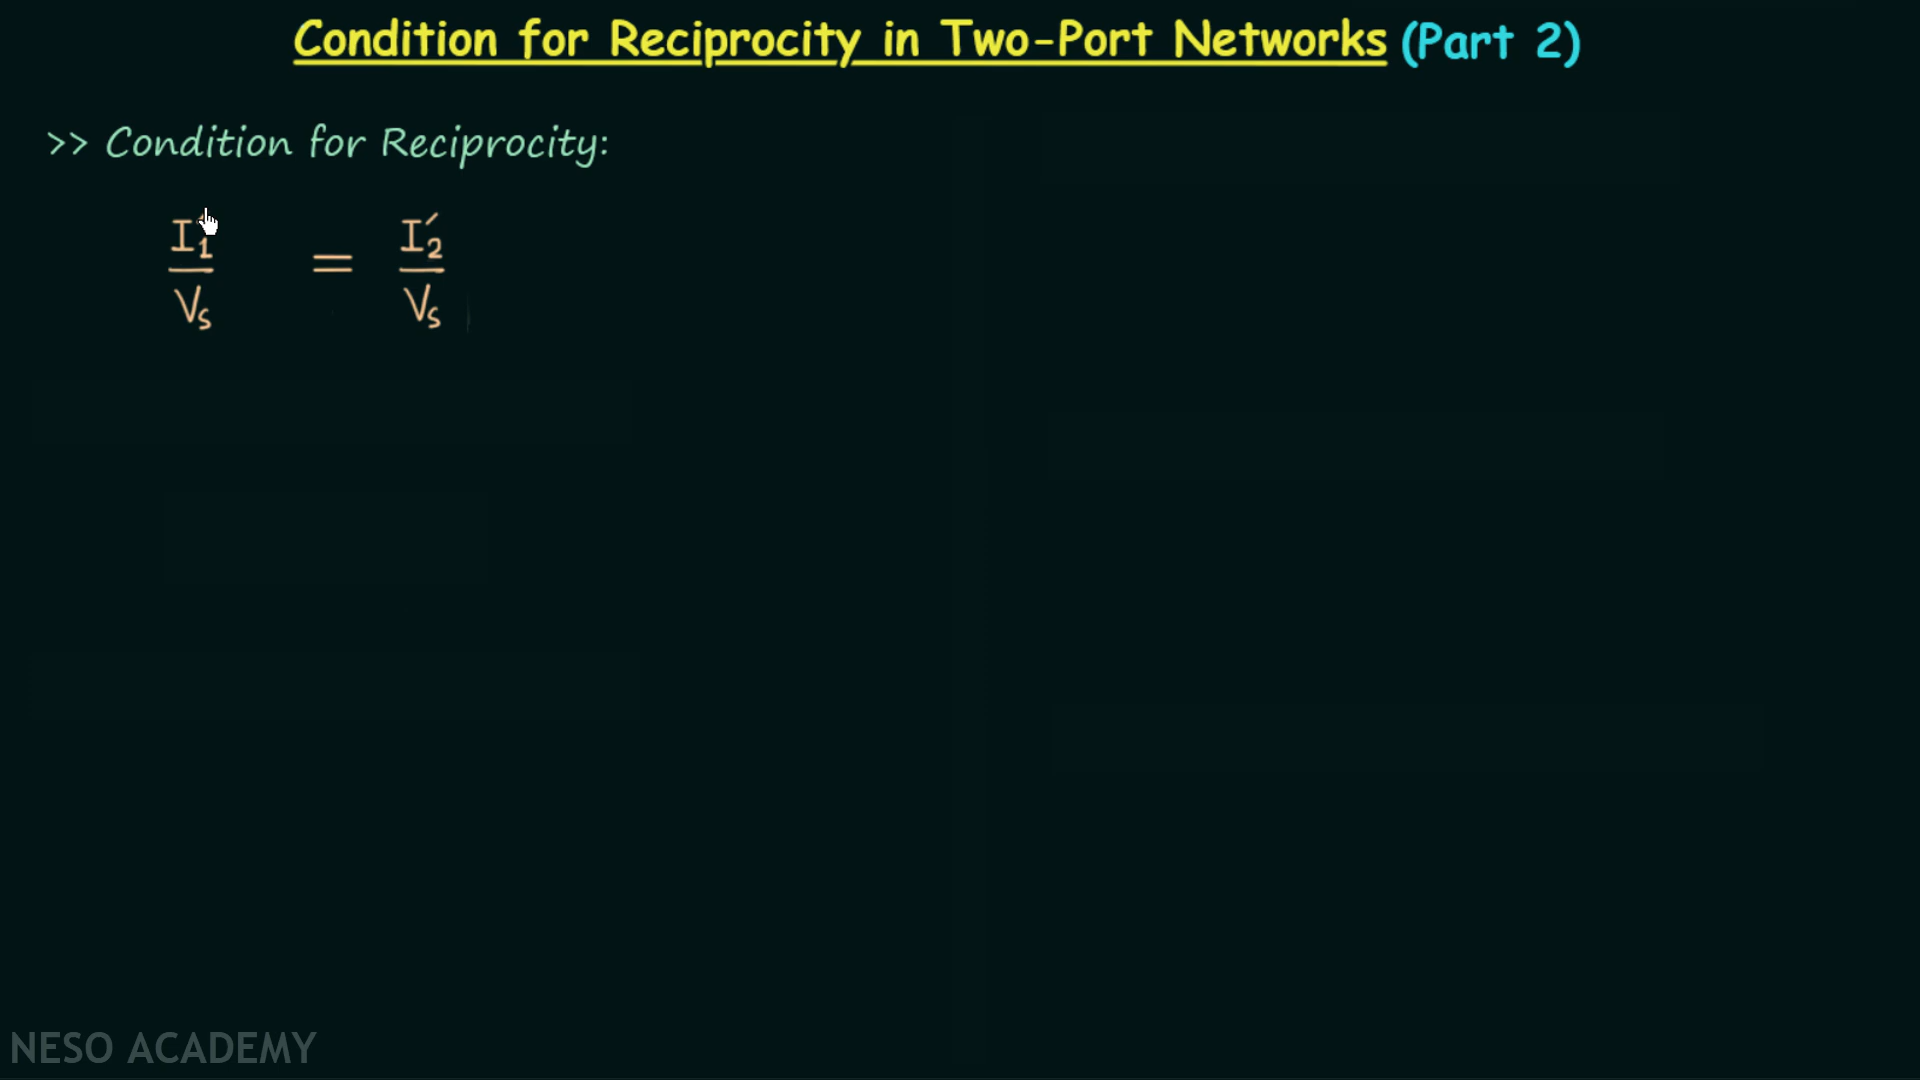 Condition for Reciprocity in Two-Port Networks (Part 2)
>> Condition for Reciprocity:
I₁′/Vₛ = I₂′/Vₛ
NESO ACADEMY